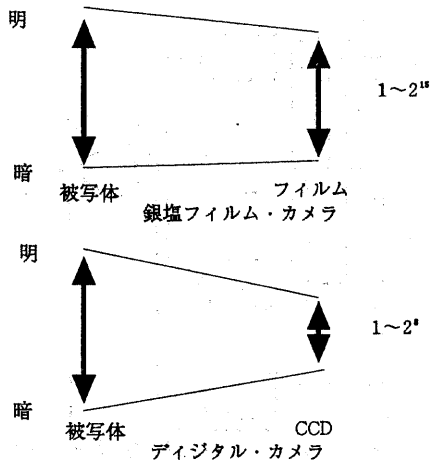 明
1～2¹⁵
暗
被写体 フィルム
銀塩フィルム・カメラ
明
1～2⁸
暗
被写体 CCD
ディジタル・カメラ